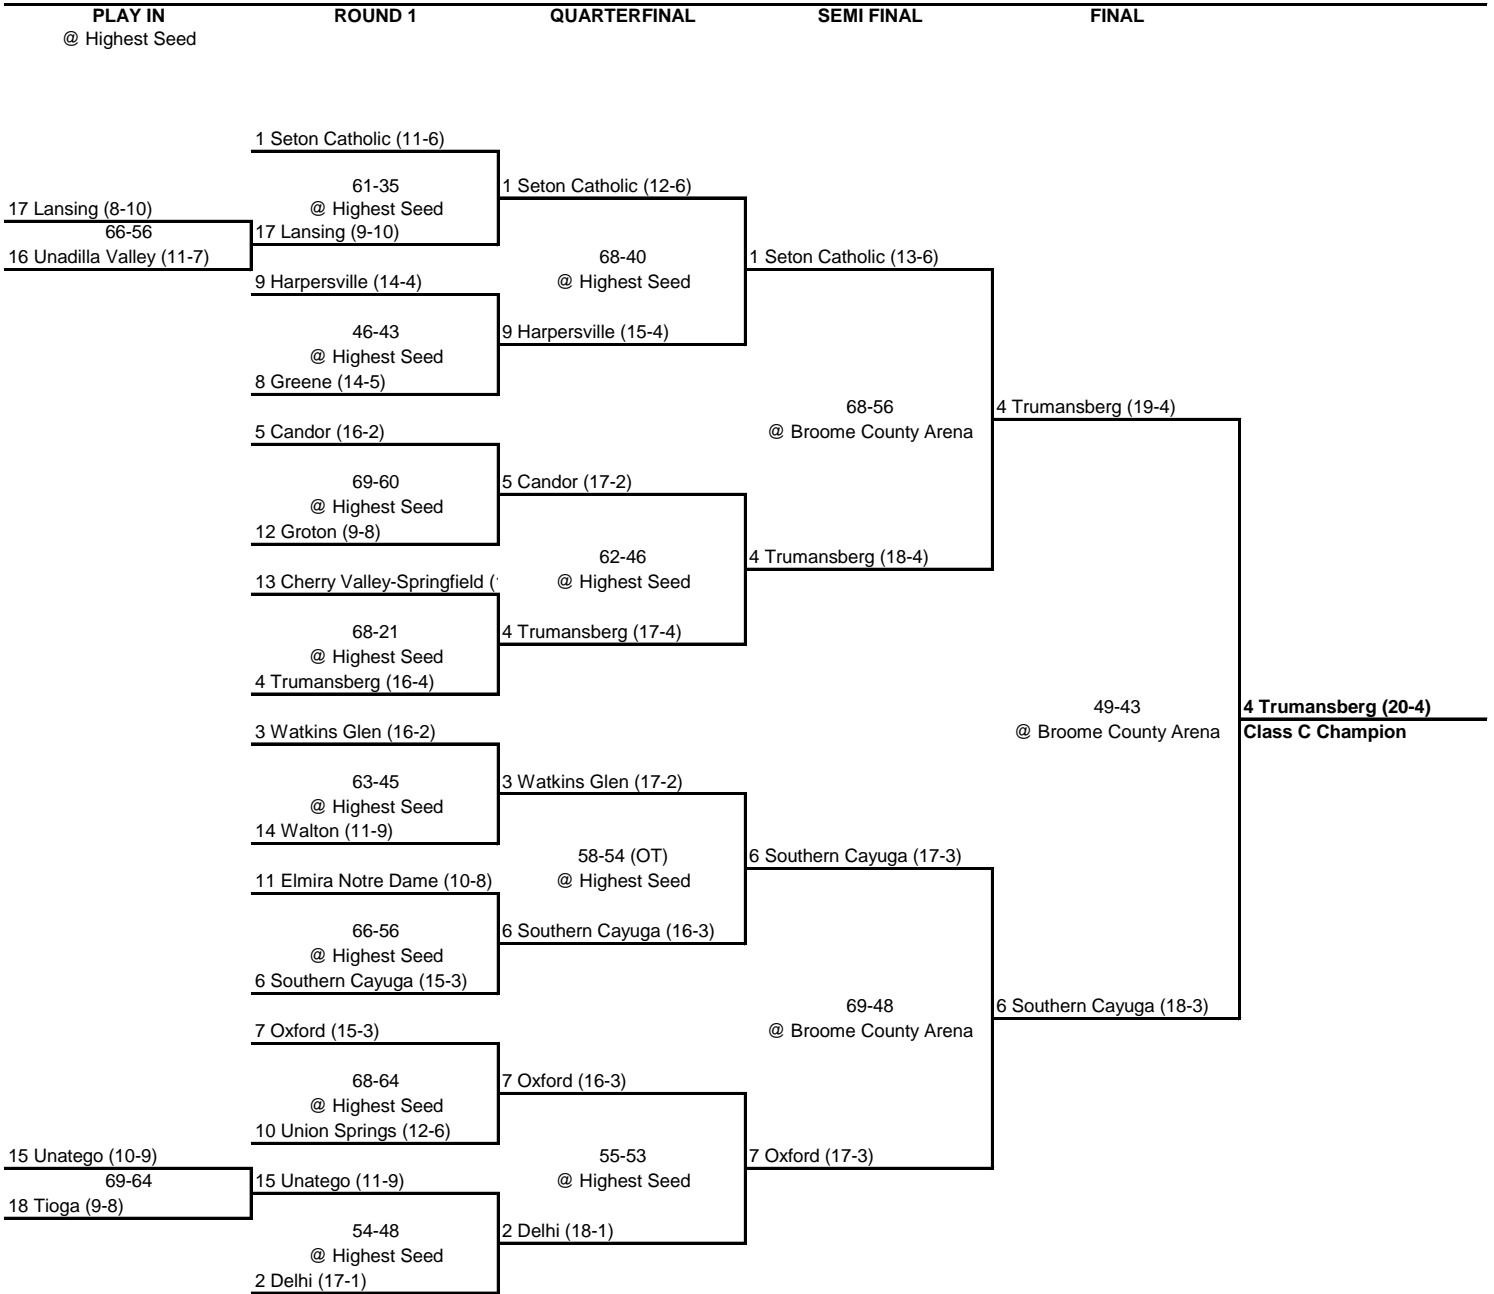 PLAY IN
ROUND 1
QUARTERFINAL
SEMI FINAL
FINAL
@ Highest Seed
1 Seton Catholic (11-6)
61-35
@ Highest Seed
1 Seton Catholic (12-6)
17 Lansing (8-10)
66-56
16 Unadilla Valley (11-7)
17 Lansing (9-10)
68-40
@ Highest Seed
1 Seton Catholic (13-6)
9 Harpersville (14-4)
46-43
@ Highest Seed
9 Harpersville (15-4)
8 Greene (14-5)
68-56
@ Broome County Arena
4 Trumansberg (19-4)
5 Candor (16-2)
69-60
@ Highest Seed
5 Candor (17-2)
12 Groton (9-8)
62-46
@ Highest Seed
4 Trumansberg (18-4)
13 Cherry Valley-Springfield (
68-21
@ Highest Seed
4 Trumansberg (17-4)
4 Trumansberg (16-4)
49-43
@ Broome County Arena
4 Trumansberg (20-4)
Class C Champion
3 Watkins Glen (16-2)
63-45
@ Highest Seed
3 Watkins Glen (17-2)
14 Walton (11-9)
58-54 (OT)
@ Highest Seed
6 Southern Cayuga (17-3)
11 Elmira Notre Dame (10-8)
66-56
@ Highest Seed
6 Southern Cayuga (16-3)
6 Southern Cayuga (15-3)
69-48
@ Broome County Arena
6 Southern Cayuga (18-3)
7 Oxford (15-3)
68-64
@ Highest Seed
7 Oxford (16-3)
10 Union Springs (12-6)
15 Unatego (10-9)
69-64
18 Tioga (9-8)
55-53
@ Highest Seed
7 Oxford (17-3)
15 Unatego (11-9)
54-48
@ Highest Seed
2 Delhi (18-1)
2 Delhi (17-1)